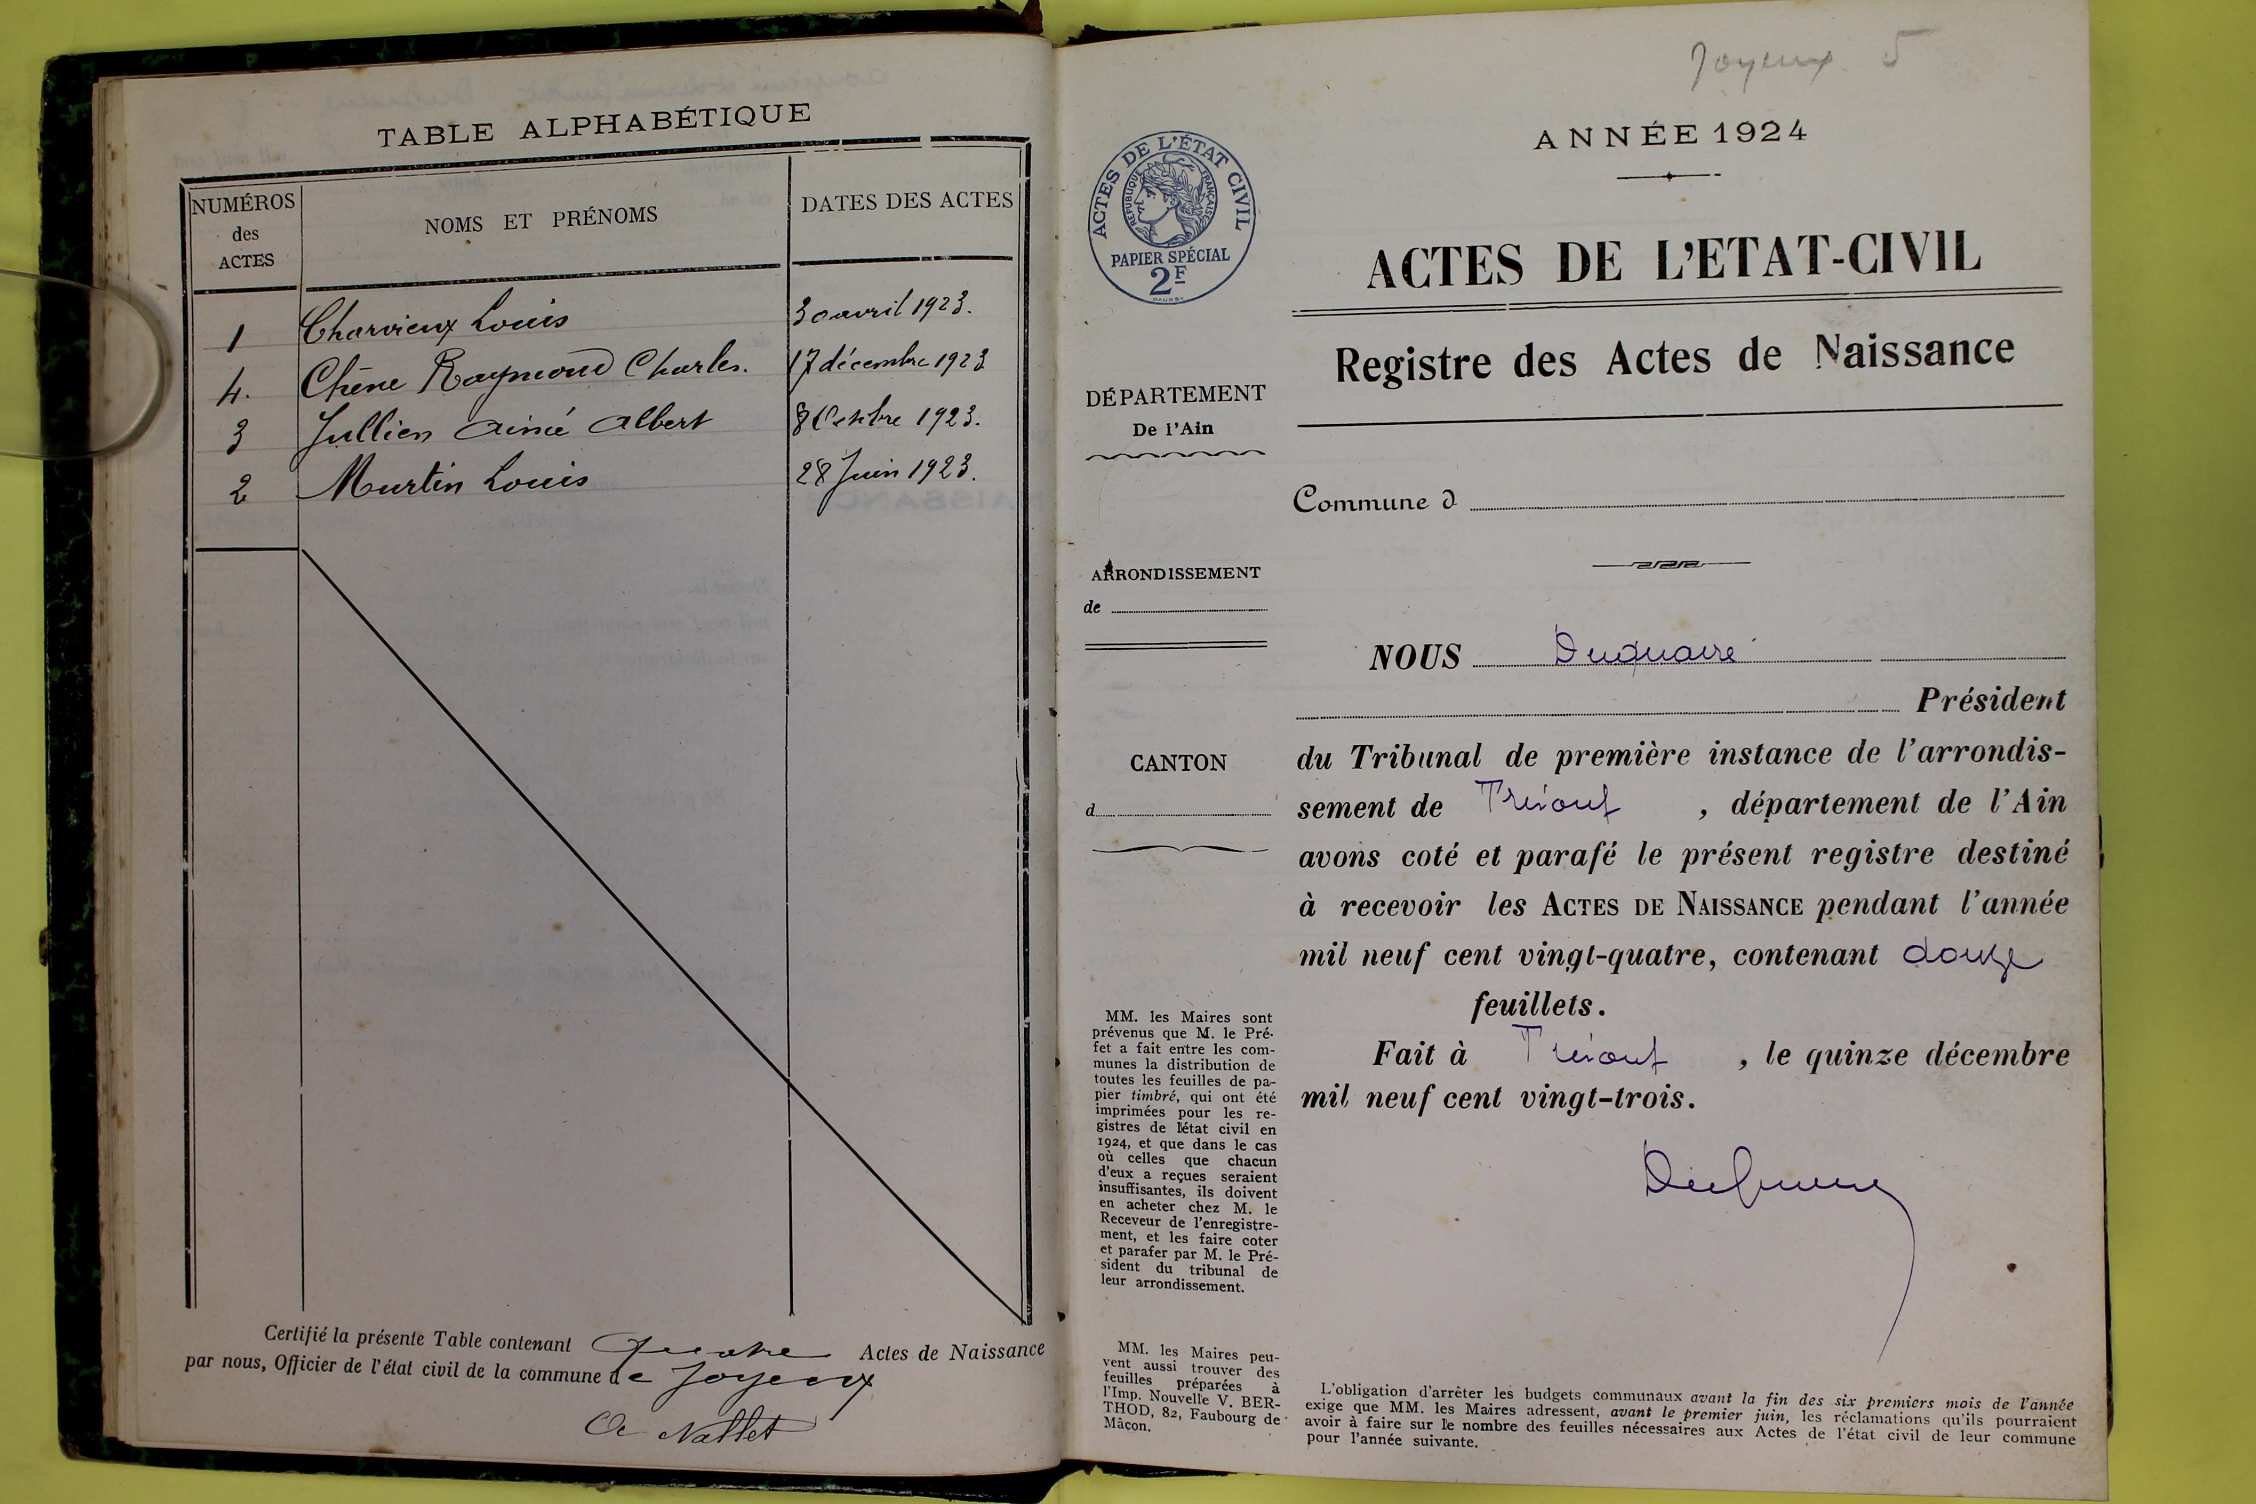 TABLE ALPHABÉTIQUE
NUMÉROS
des
ACTES
NOMS ET PRÉNOMS
DATES DES ACTES
1 Charvieux Louis 30 avril 1923.
4. Chêne Raymond Charles. 17 décembre 1923
3 Jullien Aimé Albert 8 Octobre 1923.
2 Murtin Louis 28 Juin 1923.
Certifié la présente Table contenant quatre Actes de Naissance
par nous, Officier de l'état civil de la commune de Joyeux
Nallet
Joyeux 5
ANNÉE 1924
ACTES DE L'ÉTAT CIVIL
RÉPUBLIQUE FRANÇAISE
PAPIER SPÉCIAL
2F
ACTES DE L'ETAT-CIVIL
Registre des Actes de Naissance
DÉPARTEMENT
De l'Ain
Commune d
ARRONDISSEMENT
de
CANTON
d
NOUS Duquaire
Président
du Tribunal de première instance de l'arrondis-
sement de Trévoux , département de l'Ain
avons coté et parafé le présent registre destiné
à recevoir les ACTES DE NAISSANCE pendant l'année
mil neuf cent vingt-quatre, contenant douze
feuillets.
Fait à Trévoux , le quinze décembre
mil neuf cent vingt-trois.
MM. les Maires sont
prévenus que M. le Pré-
fet a fait entre les com-
munes la distribution de
toutes les feuilles de pa-
pier timbré, qui ont été
imprimées pour les re-
gistres de l'état civil en
1924, et que dans le cas
où celles que chacun
d'eux a reçues seraient
insuffisantes, ils doivent
en acheter chez M. le
Receveur de l'enregistre-
ment, et les faire coter
et parafer par M. le Pré-
sident du tribunal de
leur arrondissement.
MM. les Maires peu-
vent aussi trouver des
feuilles préparées à
l'Imp. Nouvelle V. BER-
THOD, 82, Faubourg de
Mâcon.
L'obligation d'arrêter les budgets communaux avant la fin des six premiers mois de l'année
exige que MM. les Maires adressent, avant le premier juin, les réclamations qu'ils pourraient
avoir à faire sur le nombre des feuilles nécessaires aux Actes de l'état civil de leur commune
pour l'année suivante.